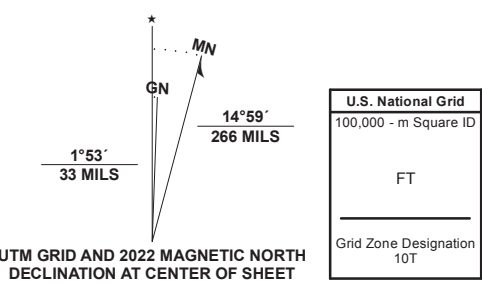 ★
MN
GN
14°59´
266 MILS
1°53´
33 MILS
UTM GRID AND 2022 MAGNETIC NORTH
DECLINATION AT CENTER OF SHEET
U.S. National Grid
100,000 - m Square ID
FT
Grid Zone Designation
10T